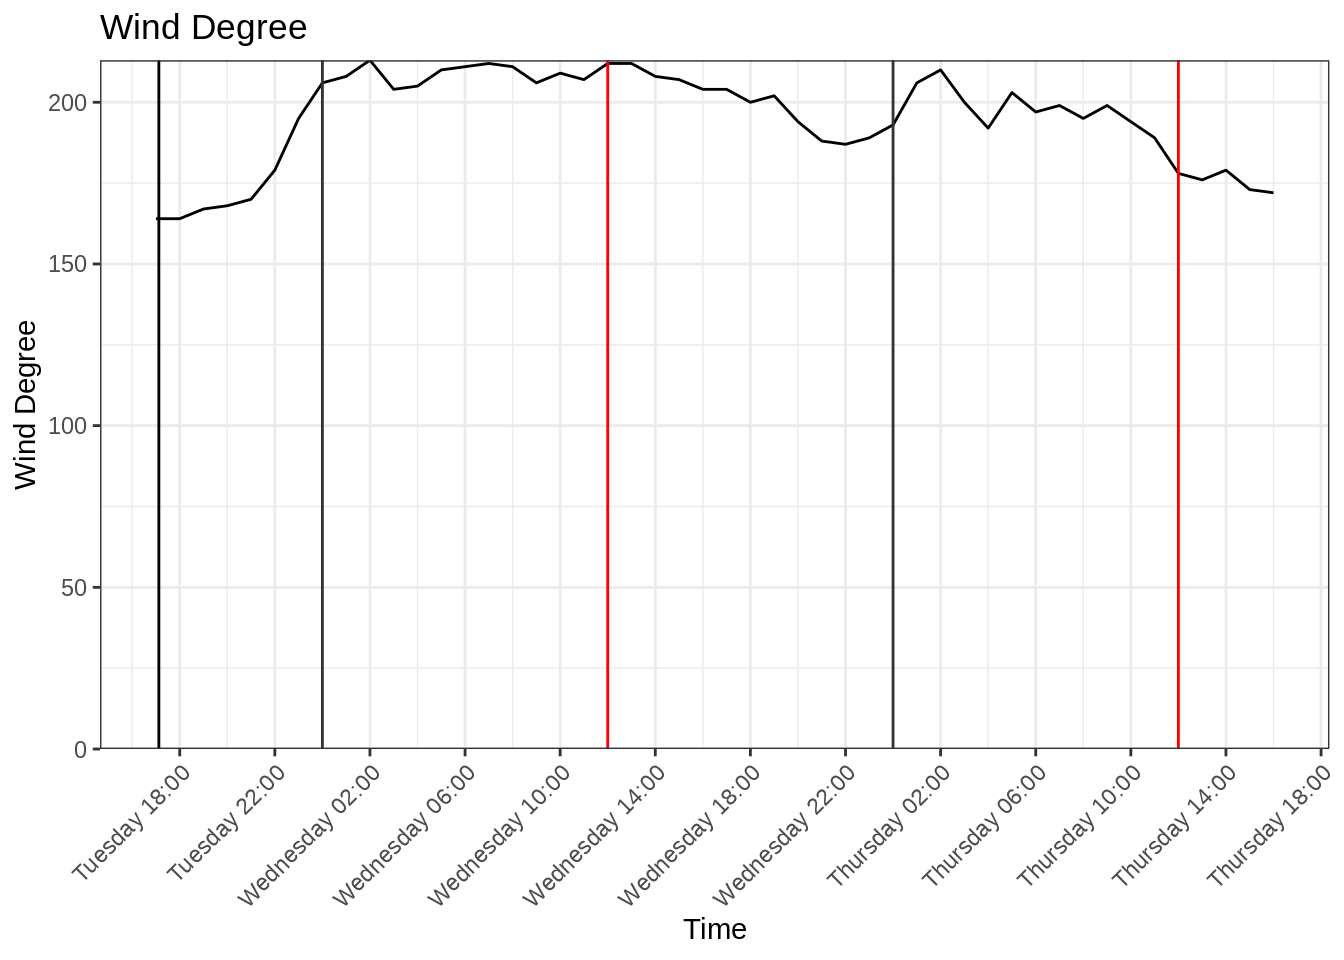 Wind Degree
Wind Degree
200
150
100
50
0
Tuesday 18:00
Tuesday 22:00
Wednesday 02:00
Wednesday 06:00
Wednesday 10:00
Wednesday 14:00
Wednesday 18:00
Wednesday 22:00
Thursday 02:00
Thursday 06:00
Thursday 10:00
Thursday 14:00
Thursday 18:00
Time